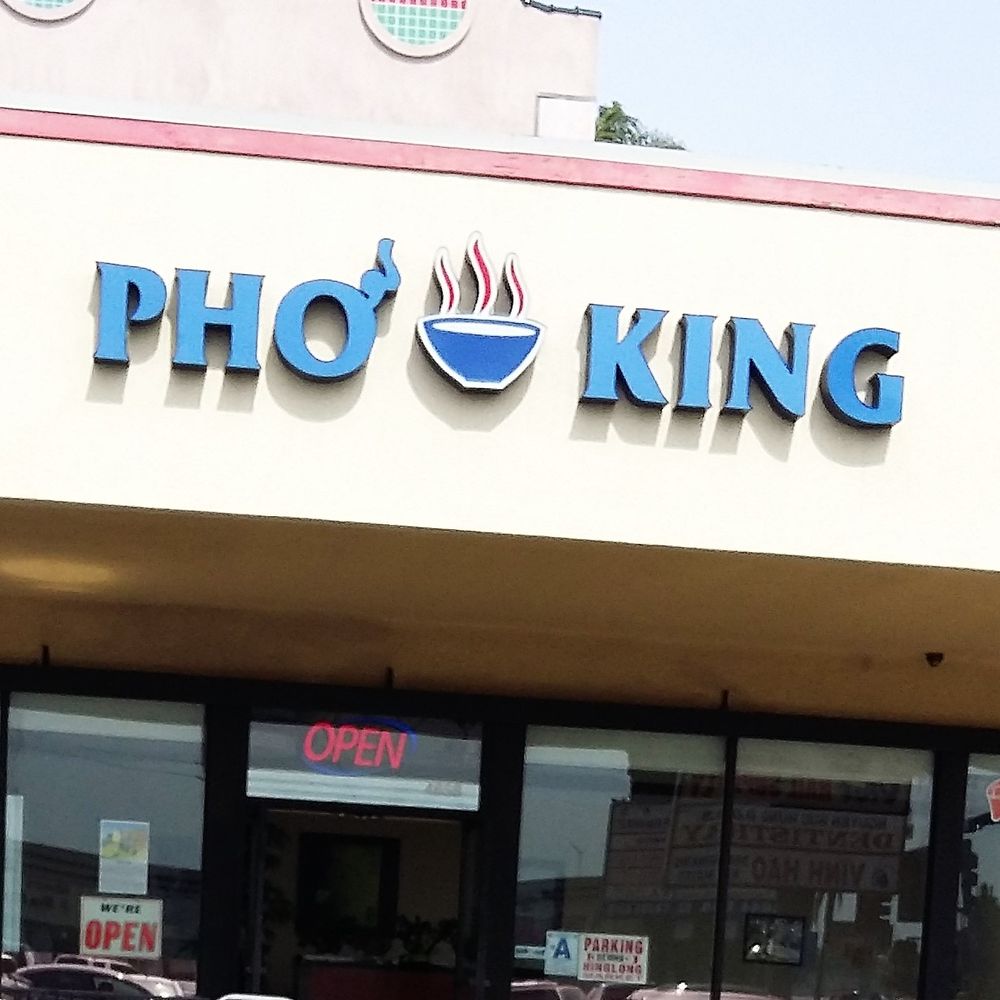 PHỞ KING
OPEN
WE'RE
OPEN
A
PARKING
DENTISTRY
VINH HAO